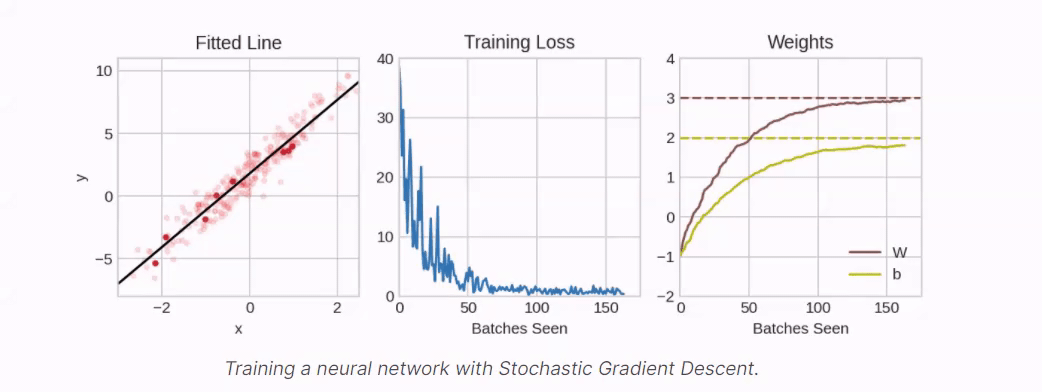 Fitted Line
10
5
0
−5
y
−2 0 2
x
Training Loss
40
30
20
10
0
0 50 100 150
Batches Seen
Weights
4
3
2
1
0
−1
−2
W
b
0 50 100 150
Batches Seen
Training a neural network with Stochastic Gradient Descent.